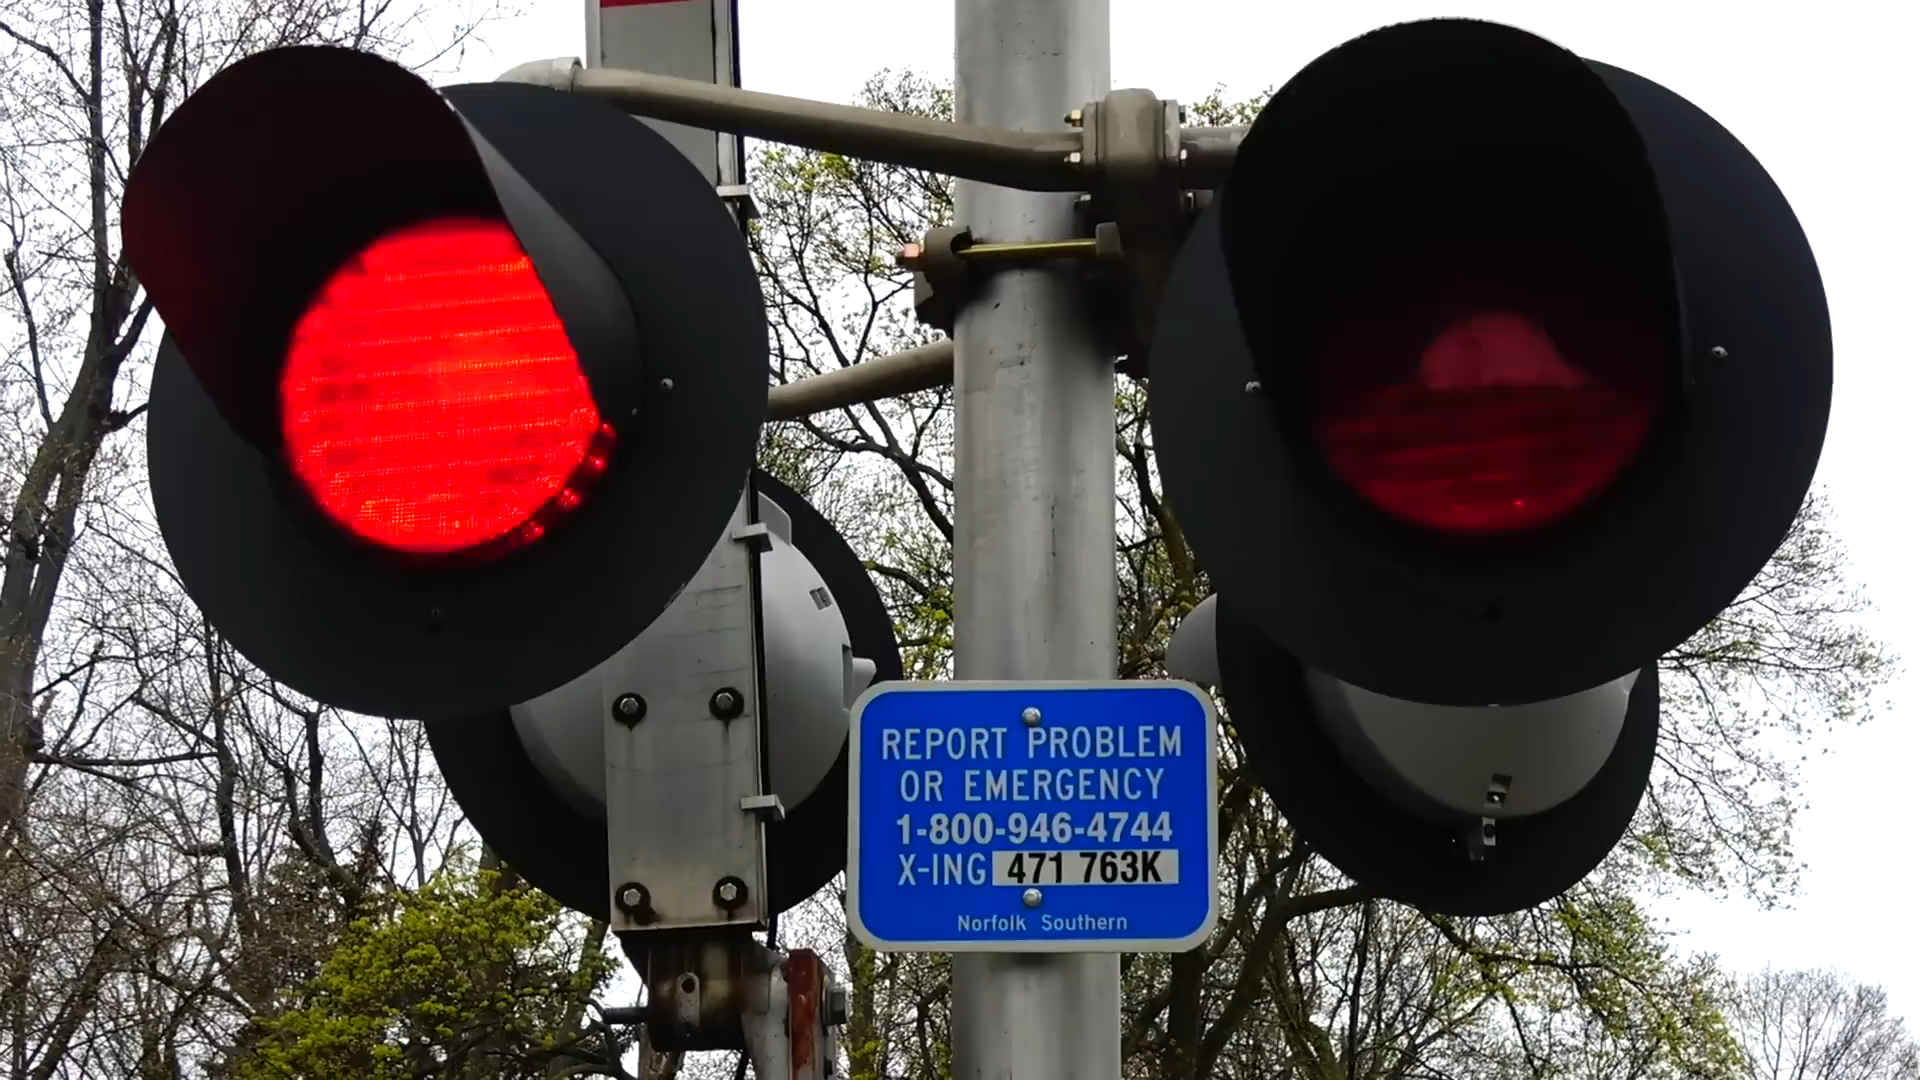 REPORT PROBLEM
OR EMERGENCY
1-800-946-4744
X-ING 471 763K
Norfolk Southern